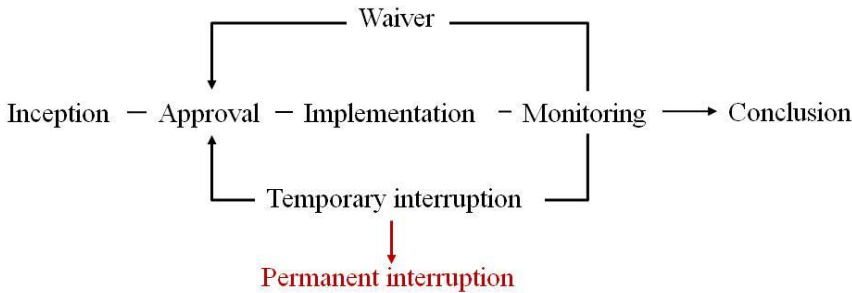 Waiver
Inception – Approval – Implementation – Monitoring Conclusion
Temporary interruption
Permanent interruption